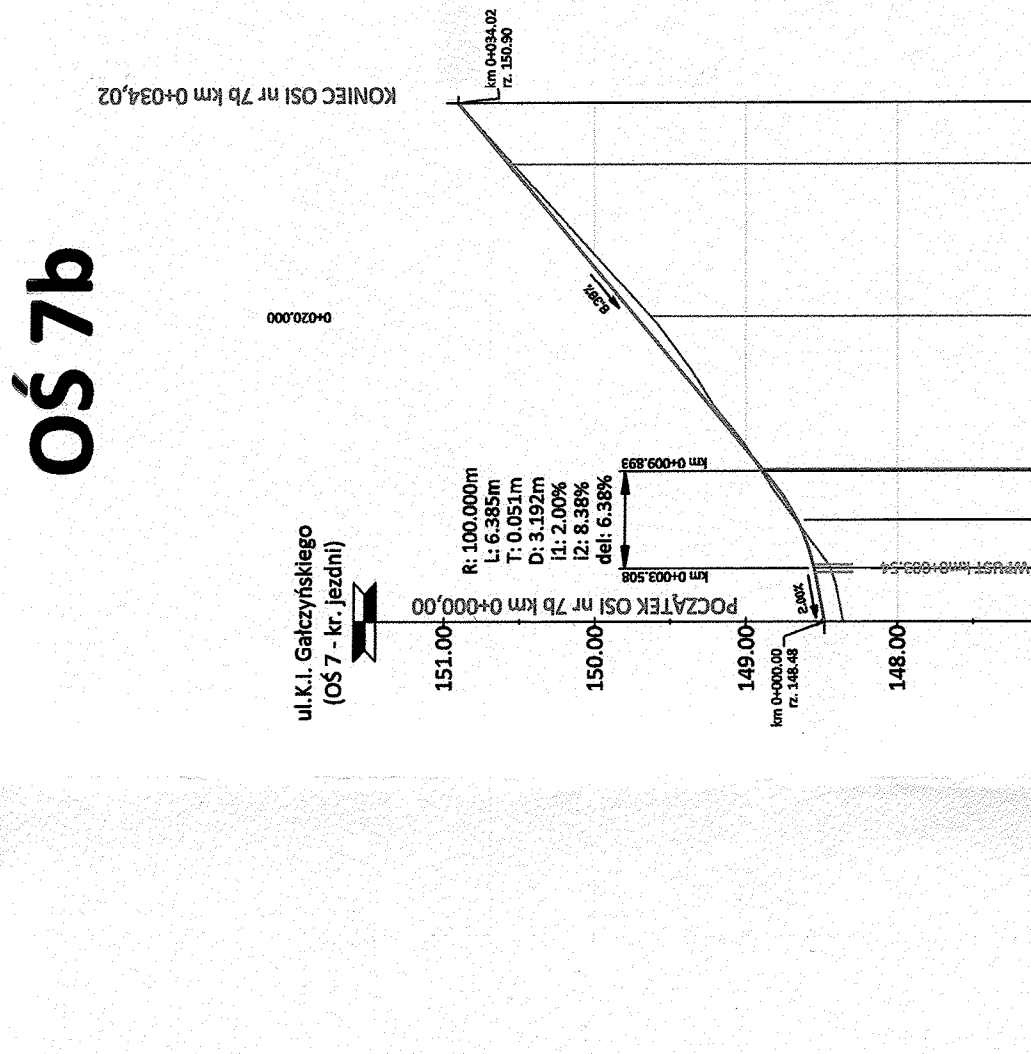 OŚ 7b
KONIEC OSI nr 7b km 0+034,02
km 0+034.02
rz. 150.90
0+020.000
8.38%
ul.K.I. Gałczyńskiego
(OŚ 7 - kr. jezdni)
R: 100.000m
L: 6.385m
T: 0.051m
D: 3.192m
i1: 2.00%
i2: 8.38%
del: 6.38%
km 0+009.893
km 0+003.508
POCZĄTEK OSI nr 7b km 0+000,00
2.00%
WPUST km0+003.54
km 0+000.00
rz. 148.48
151.00
150.00
149.00
148.00